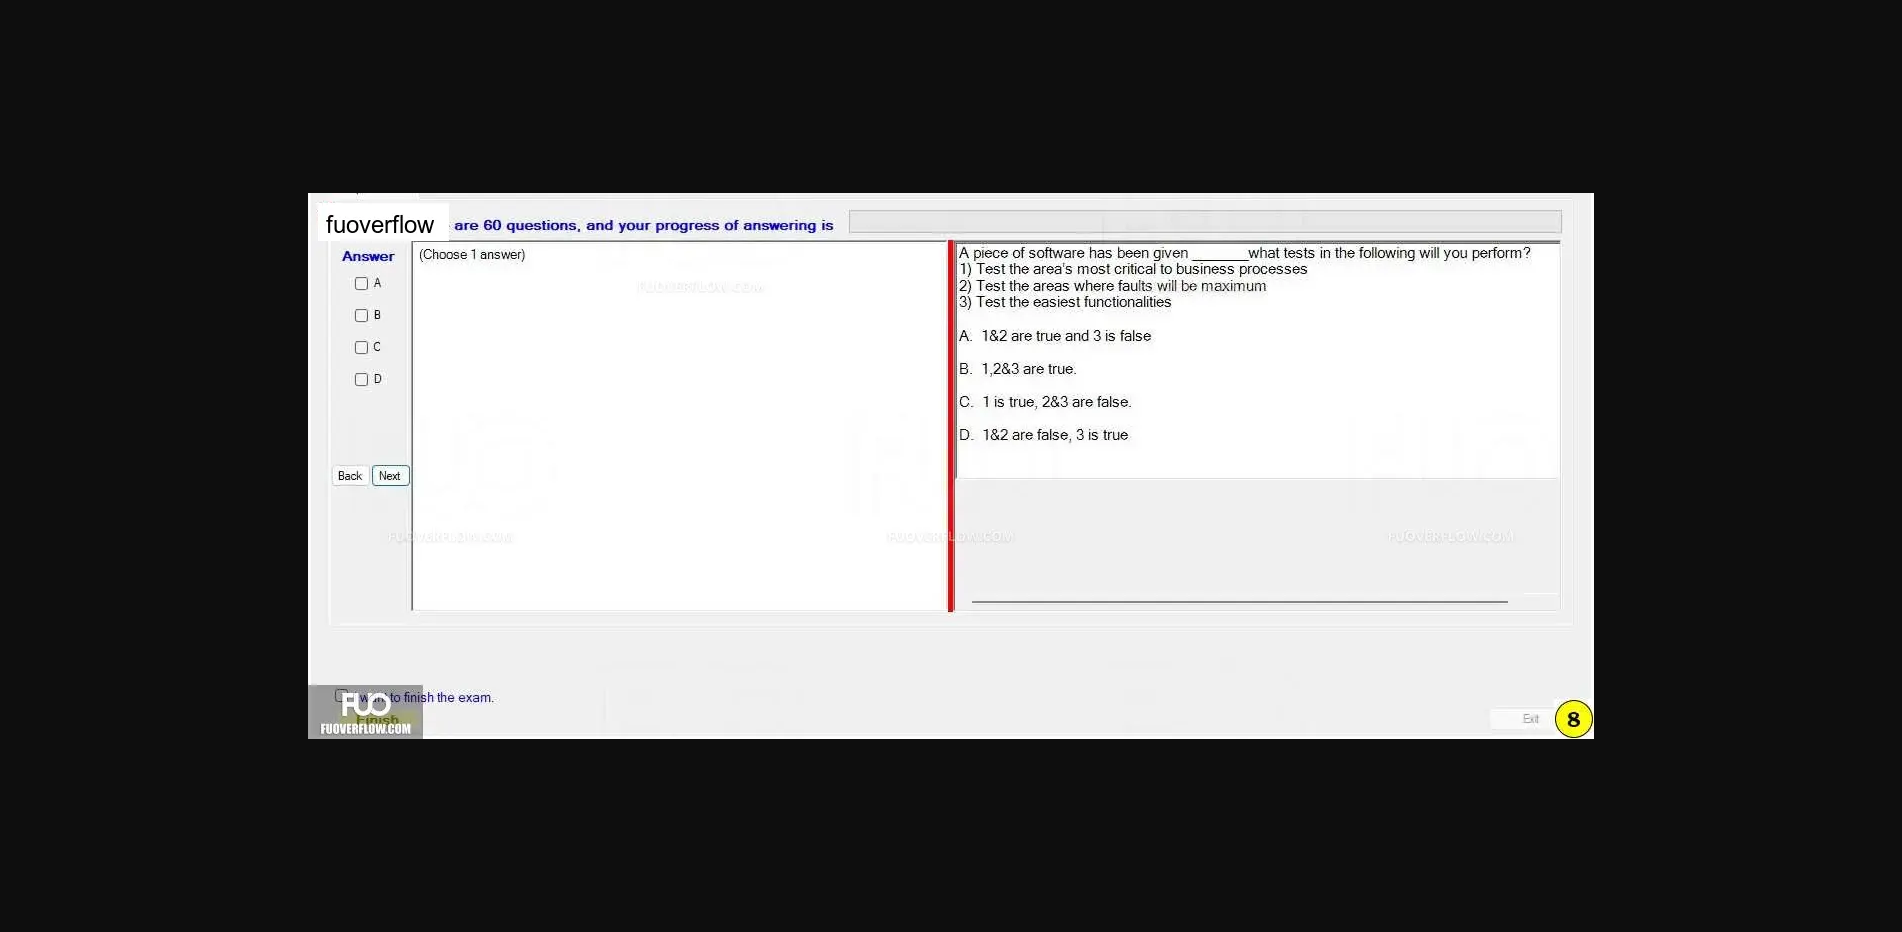 fuoverflow are 60 questions, and your progress of answering is
Answer
(Choose 1 answer)
A
B
C
D
Back Next
A piece of software has been given _______what tests in the following will you perform?
1) Test the area's most critical to business processes
2) Test the areas where faults will be maximum
3) Test the easiest functionalities
A. 1&2 are true and 3 is false
B. 1,2&3 are true.
C. 1 is true, 2&3 are false.
D. 1&2 are false, 3 is true
FUOVERFLOW.COM
FUOVERFLOW.COM
FUOVERFLOW.COM
FUOVERFLOW.COM
want to finish the exam.
FUO
Finish
FUOVERFLOW.COM
Exit
8